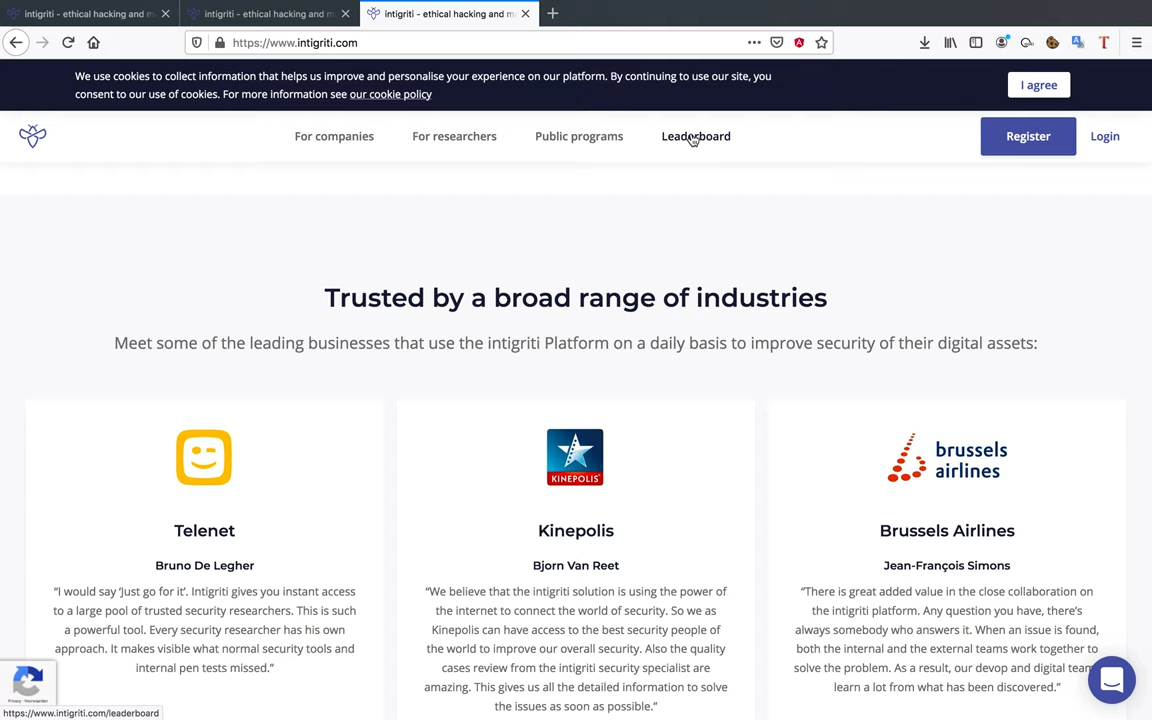 intigriti - ethical hacking and m
intigriti - ethical hacking and m
intigriti - ethical hacking and m
https://www.intigriti.com
We use cookies to collect information that helps us improve and personalise your experience on our platform. By continuing to use our site, you
consent to our use of cookies. For more information see our cookie policy
I agree
For companies
For researchers
Public programs
Leaderboard
Register
Login
Trusted by a broad range of industries
Meet some of the leading businesses that use the intigriti Platform on a daily basis to improve security of their digital assets:
KINEPOLIS
brussels
airlines
Telenet
Bruno De Legher
“I would say ‘Just go for it’. Intigriti gives you instant access
to a large pool of trusted security researchers. This is such
a powerful tool. Every security researcher has his own
approach. It makes visible what normal security tools and
internal pen tests missed.”
Kinepolis
Bjorn Van Reet
“We believe that the intigriti solution is using the power of
the internet to connect the world of security. So we as
Kinepolis can have access to the best security people of
the world to improve our overall security. Also the quality
cases review from the intigriti security specialist are
amazing. This gives us all the detailed information to solve
the issues as soon as possible.”
Brussels Airlines
Jean-François Simons
“There is great added value in the close collaboration on
the intigriti platform. Any question you have, there’s
always somebody who answers it. When an issue is found,
both the internal and the external teams work together to
solve the problem. As a result, our devop and digital team
learn a lot from what has been discovered.”
Privacy - Voorwaarden
https://www.intigriti.com/leaderboard